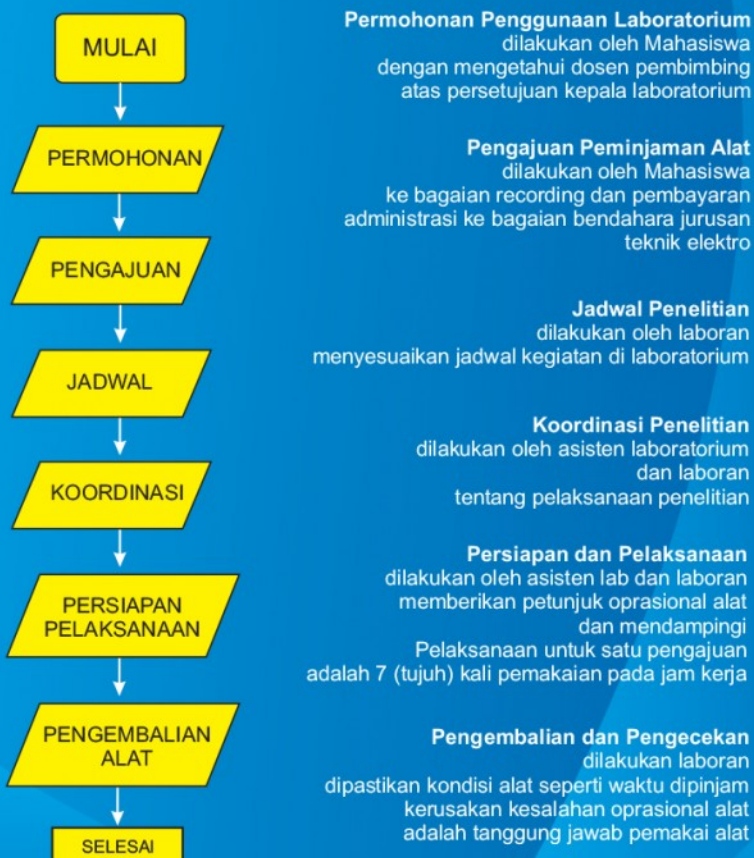 MULAI
Permohonan Penggunaan Laboratorium
dilakukan oleh Mahasiswa
dengan mengetahui dosen pembimbing
atas persetujuan kepala laboratorium
PERMOHONAN
Pengajuan Peminjaman Alat
dilakukan oleh Mahasiswa
ke bagaian recording dan pembayaran
administrasi ke bagaian bendahara jurusan
teknik elektro
PENGAJUAN
Jadwal Penelitian
dilakukan oleh laboran
menyesuaikan jadwal kegiatan di laboratorium
JADWAL
Koordinasi Penelitian
dilakukan oleh asisten laboratorium
dan laboran
tentang pelaksanaan penelitian
KOORDINASI
Persiapan dan Pelaksanaan
dilakukan oleh asisten lab dan laboran
memberikan petunjuk oprasional alat
dan mendampingi
Pelaksanaan untuk satu pengajuan
adalah 7 (tujuh) kali pemakaian pada jam kerja
PERSIAPAN
PELAKSANAAN
Pengembalian dan Pengecekan
dilakukan laboran
dipastikan kondisi alat seperti waktu dipinjam
kerusakan kesalahan oprasional alat
adalah tanggung jawab pemakai alat
PENGEMBALIAN
ALAT
SELESAI